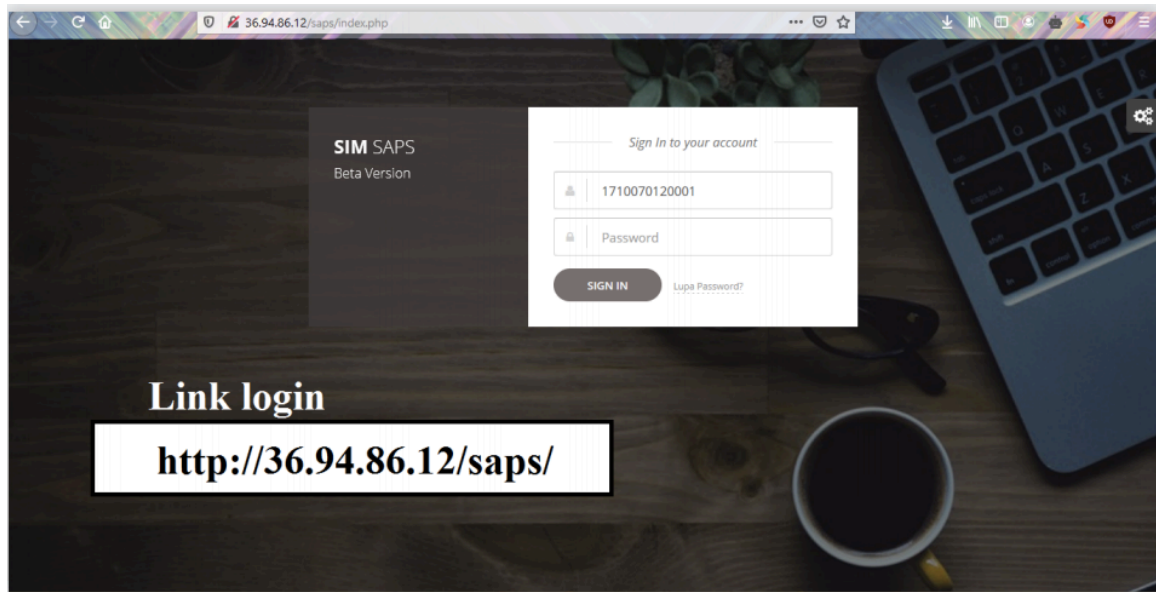 36.94.86.12/saps/index.php
SIM SAPS
Beta Version
Sign In to your account
1710070120001
Password
SIGN IN
Lupa Password?
Link login
http://36.94.86.12/saps/